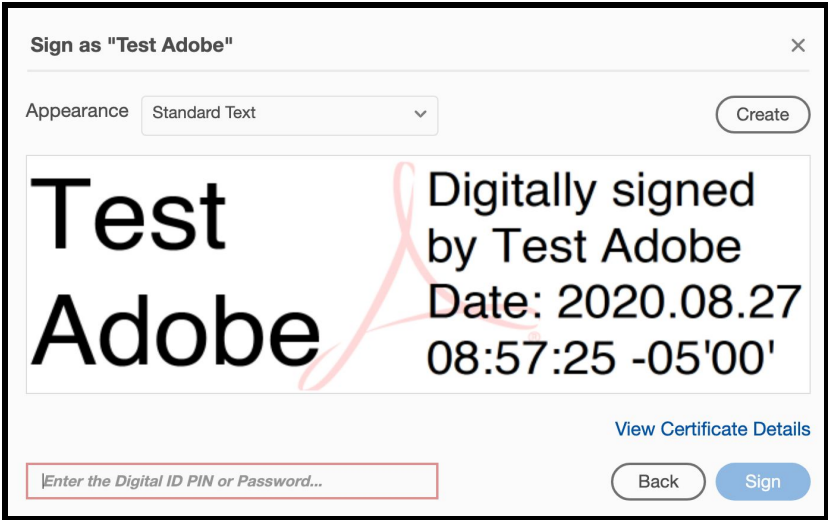 Sign as "Test Adobe"
×
Appearance
Standard Text
Create
Test
Adobe
Digitally signed
by Test Adobe
Date: 2020.08.27
08:57:25 -05'00'
View Certificate Details
Enter the Digital ID PIN or Password...
Back
Sign